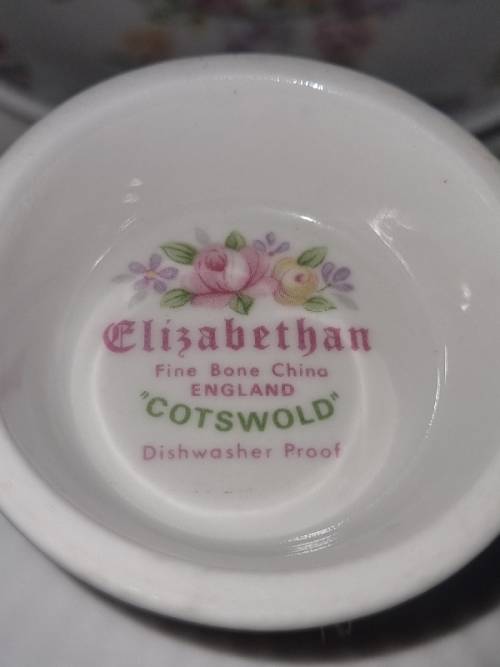 Elizabethan
Fine Bone China
ENGLAND
"COTSWOLD"
Dishwasher Proof